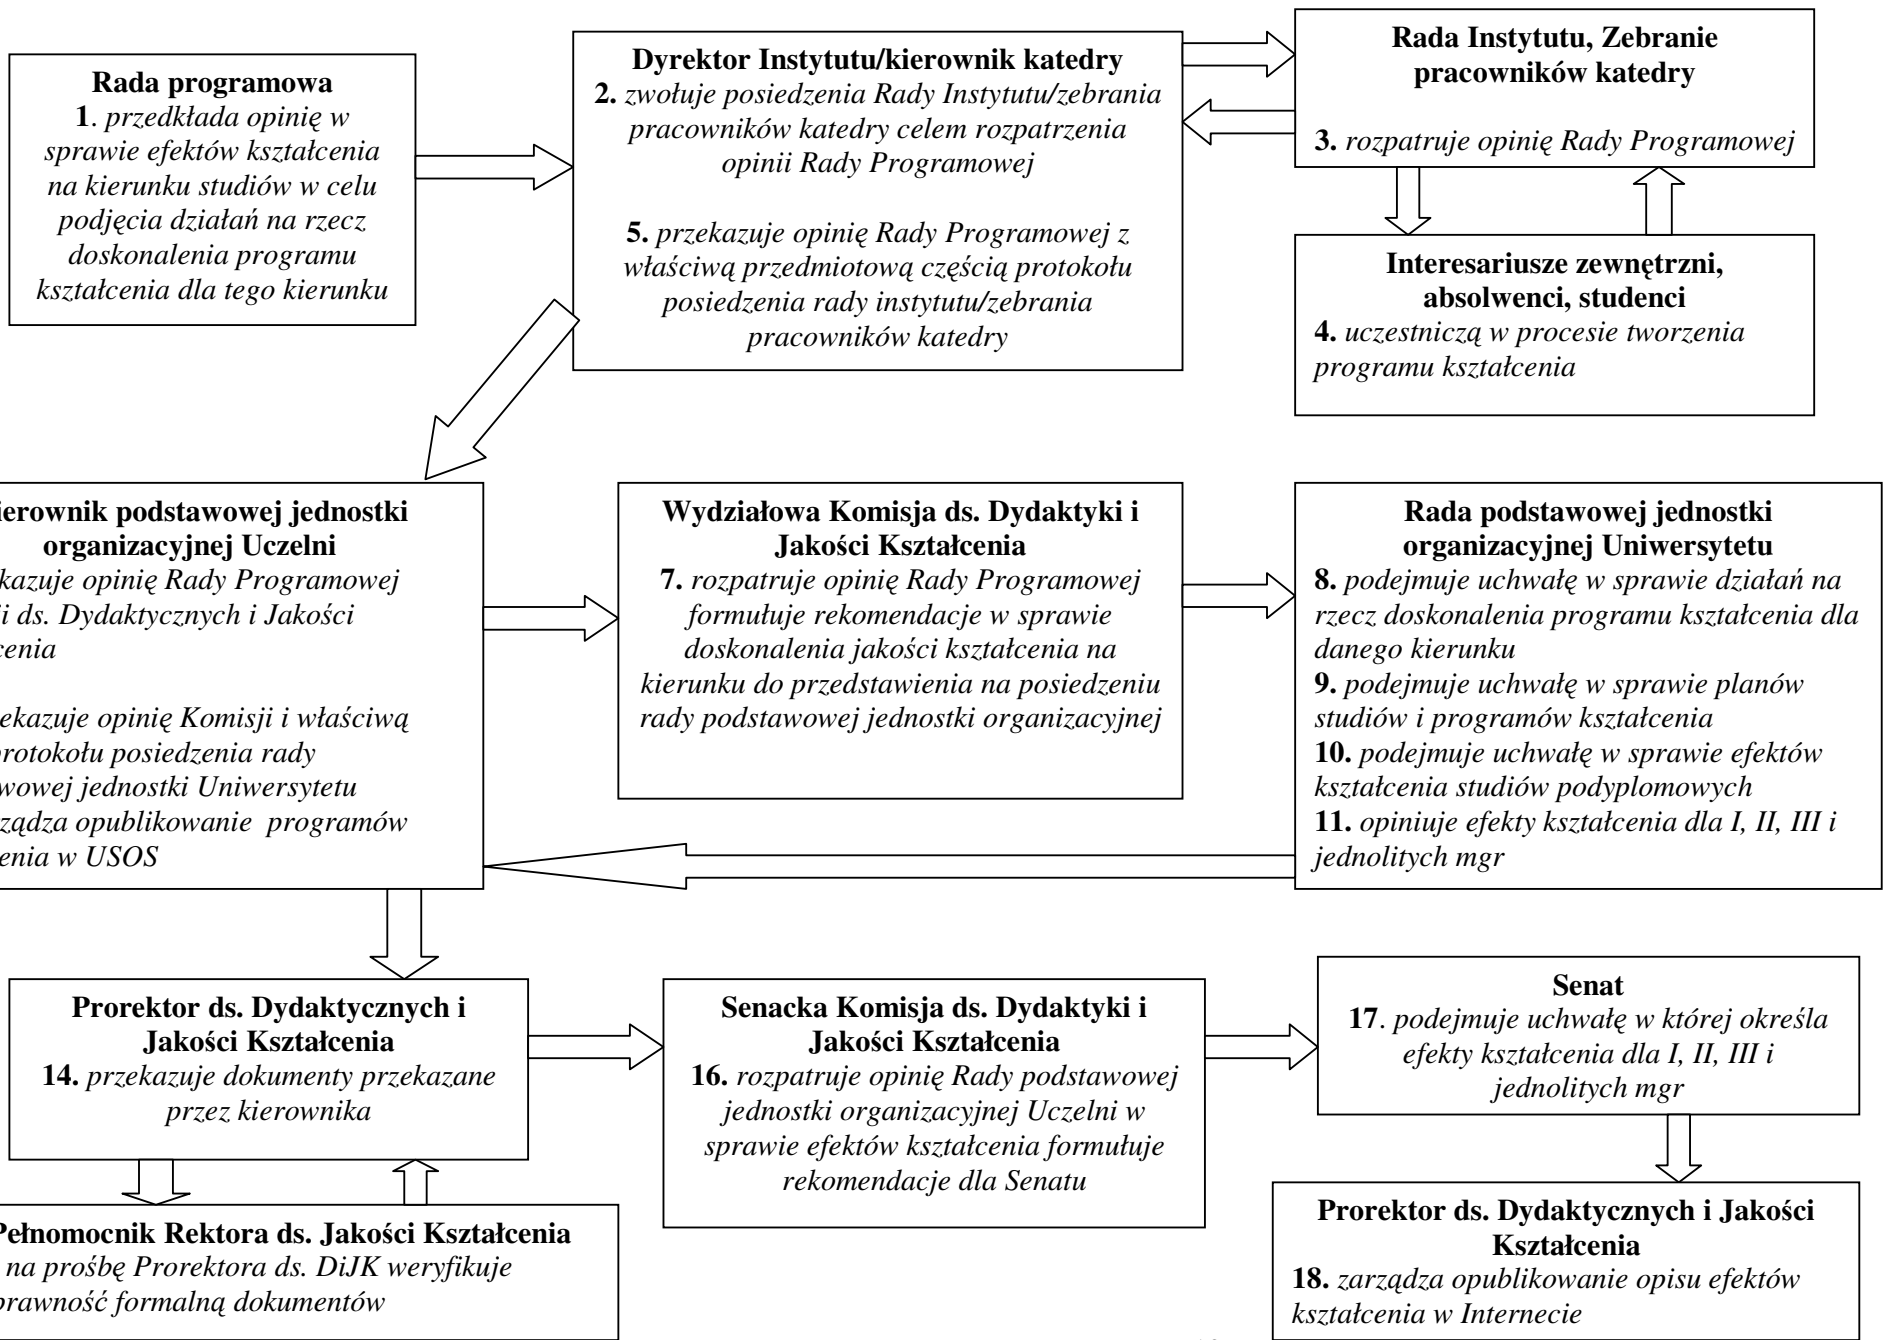 Rada programowa
1. przedkłada opinię w
sprawie efektów kształcenia
na kierunku studiów w celu
podjęcia działań na rzecz
doskonalenia programu
kształcenia dla tego kierunku
Dyrektor Instytutu/kierownik katedry
2. zwołuje posiedzenia Rady Instytutu/zebrania
pracowników katedry celem rozpatrzenia
opinii Rady Programowej
5. przekazuje opinię Rady Programowej z
właściwą przedmiotową częścią protokołu
posiedzenia rady instytutu/zebrania
pracowników katedry
Rada Instytutu, Zebranie
pracowników katedry
3. rozpatruje opinię Rady Programowej
Interesariusze zewnętrzni,
absolwenci, studenci
4. uczestniczą w procesie tworzenia
programu kształcenia
ierownik podstawowej jednostki
organizacyjnej Uczelni
kazuje opinię Rady Programowej
ji ds. Dydaktycznych i Jakości
cenia
ekazuje opinię Komisji i właściwą
protokołu posiedzenia rady
wowej jednostki Uniwersytetu
ządza opublikowanie programów
enia w USOS
Wydziałowa Komisja ds. Dydaktyki i
Jakości Kształcenia
7. rozpatruje opinię Rady Programowej
formułuje rekomendacje w sprawie
doskonalenia jakości kształcenia na
kierunku do przedstawienia na posiedzeniu
rady podstawowej jednostki organizacyjnej
Rada podstawowej jednostki
organizacyjnej Uniwersytetu
8. podejmuje uchwałę w sprawie działań na
rzecz doskonalenia programu kształcenia dla
danego kierunku
9. podejmuje uchwałę w sprawie planów
studiów i programów kształcenia
10. podejmuje uchwałę w sprawie efektów
kształcenia studiów podyplomowych
11. opiniuje efekty kształcenia dla I, II, III i
jednolitych mgr
Prorektor ds. Dydaktycznych i
Jakości Kształcenia
14. przekazuje dokumenty przekazane
przez kierownika
Pełnomocnik Rektora ds. Jakości Kształcenia
na prośbę Prorektora ds. DiJK weryfikuje
prawność formalną dokumentów
Senacka Komisja ds. Dydaktyki i
Jakości Kształcenia
16. rozpatruje opinię Rady podstawowej
jednostki organizacyjnej Uczelni w
sprawie efektów kształcenia formułuje
rekomendacje dla Senatu
Senat
17. podejmuje uchwałę w której określa
efekty kształcenia dla I, II, III i
jednolitych mgr
Prorektor ds. Dydaktycznych i Jakości
Kształcenia
18. zarządza opublikowanie opisu efektów
kształcenia w Internecie